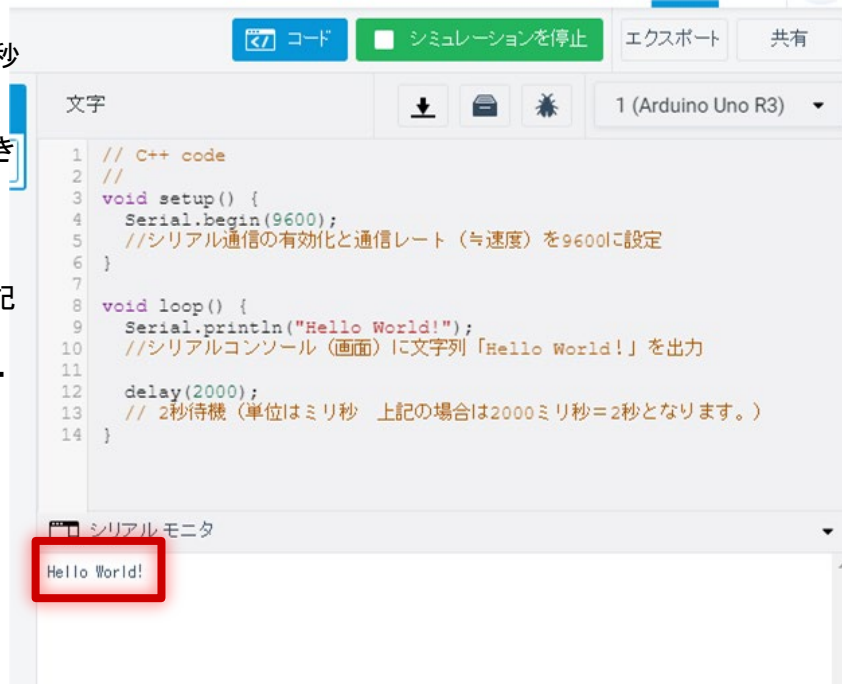 コード
シミュレーションを停止
エクスポート
共有
秒
文字
1 (Arduino Uno R3)
き
1 // C++ code
2 //
3 void setup() {
4 Serial.begin(9600);
5 //シリアル通信の有効化と通信レート（≒速度）を9600に設定
6 }
7
8 void loop() {
記
9 Serial.println("Hello World!");
10 //シリアルコンソール（画面）に文字列「Hello World!」を出力
11
12 delay(2000);
13 // 2秒待機（単位はミリ秒　上記の場合は2000ミリ秒＝2秒となります。）
14 }
シリアル モニタ
Hello World!